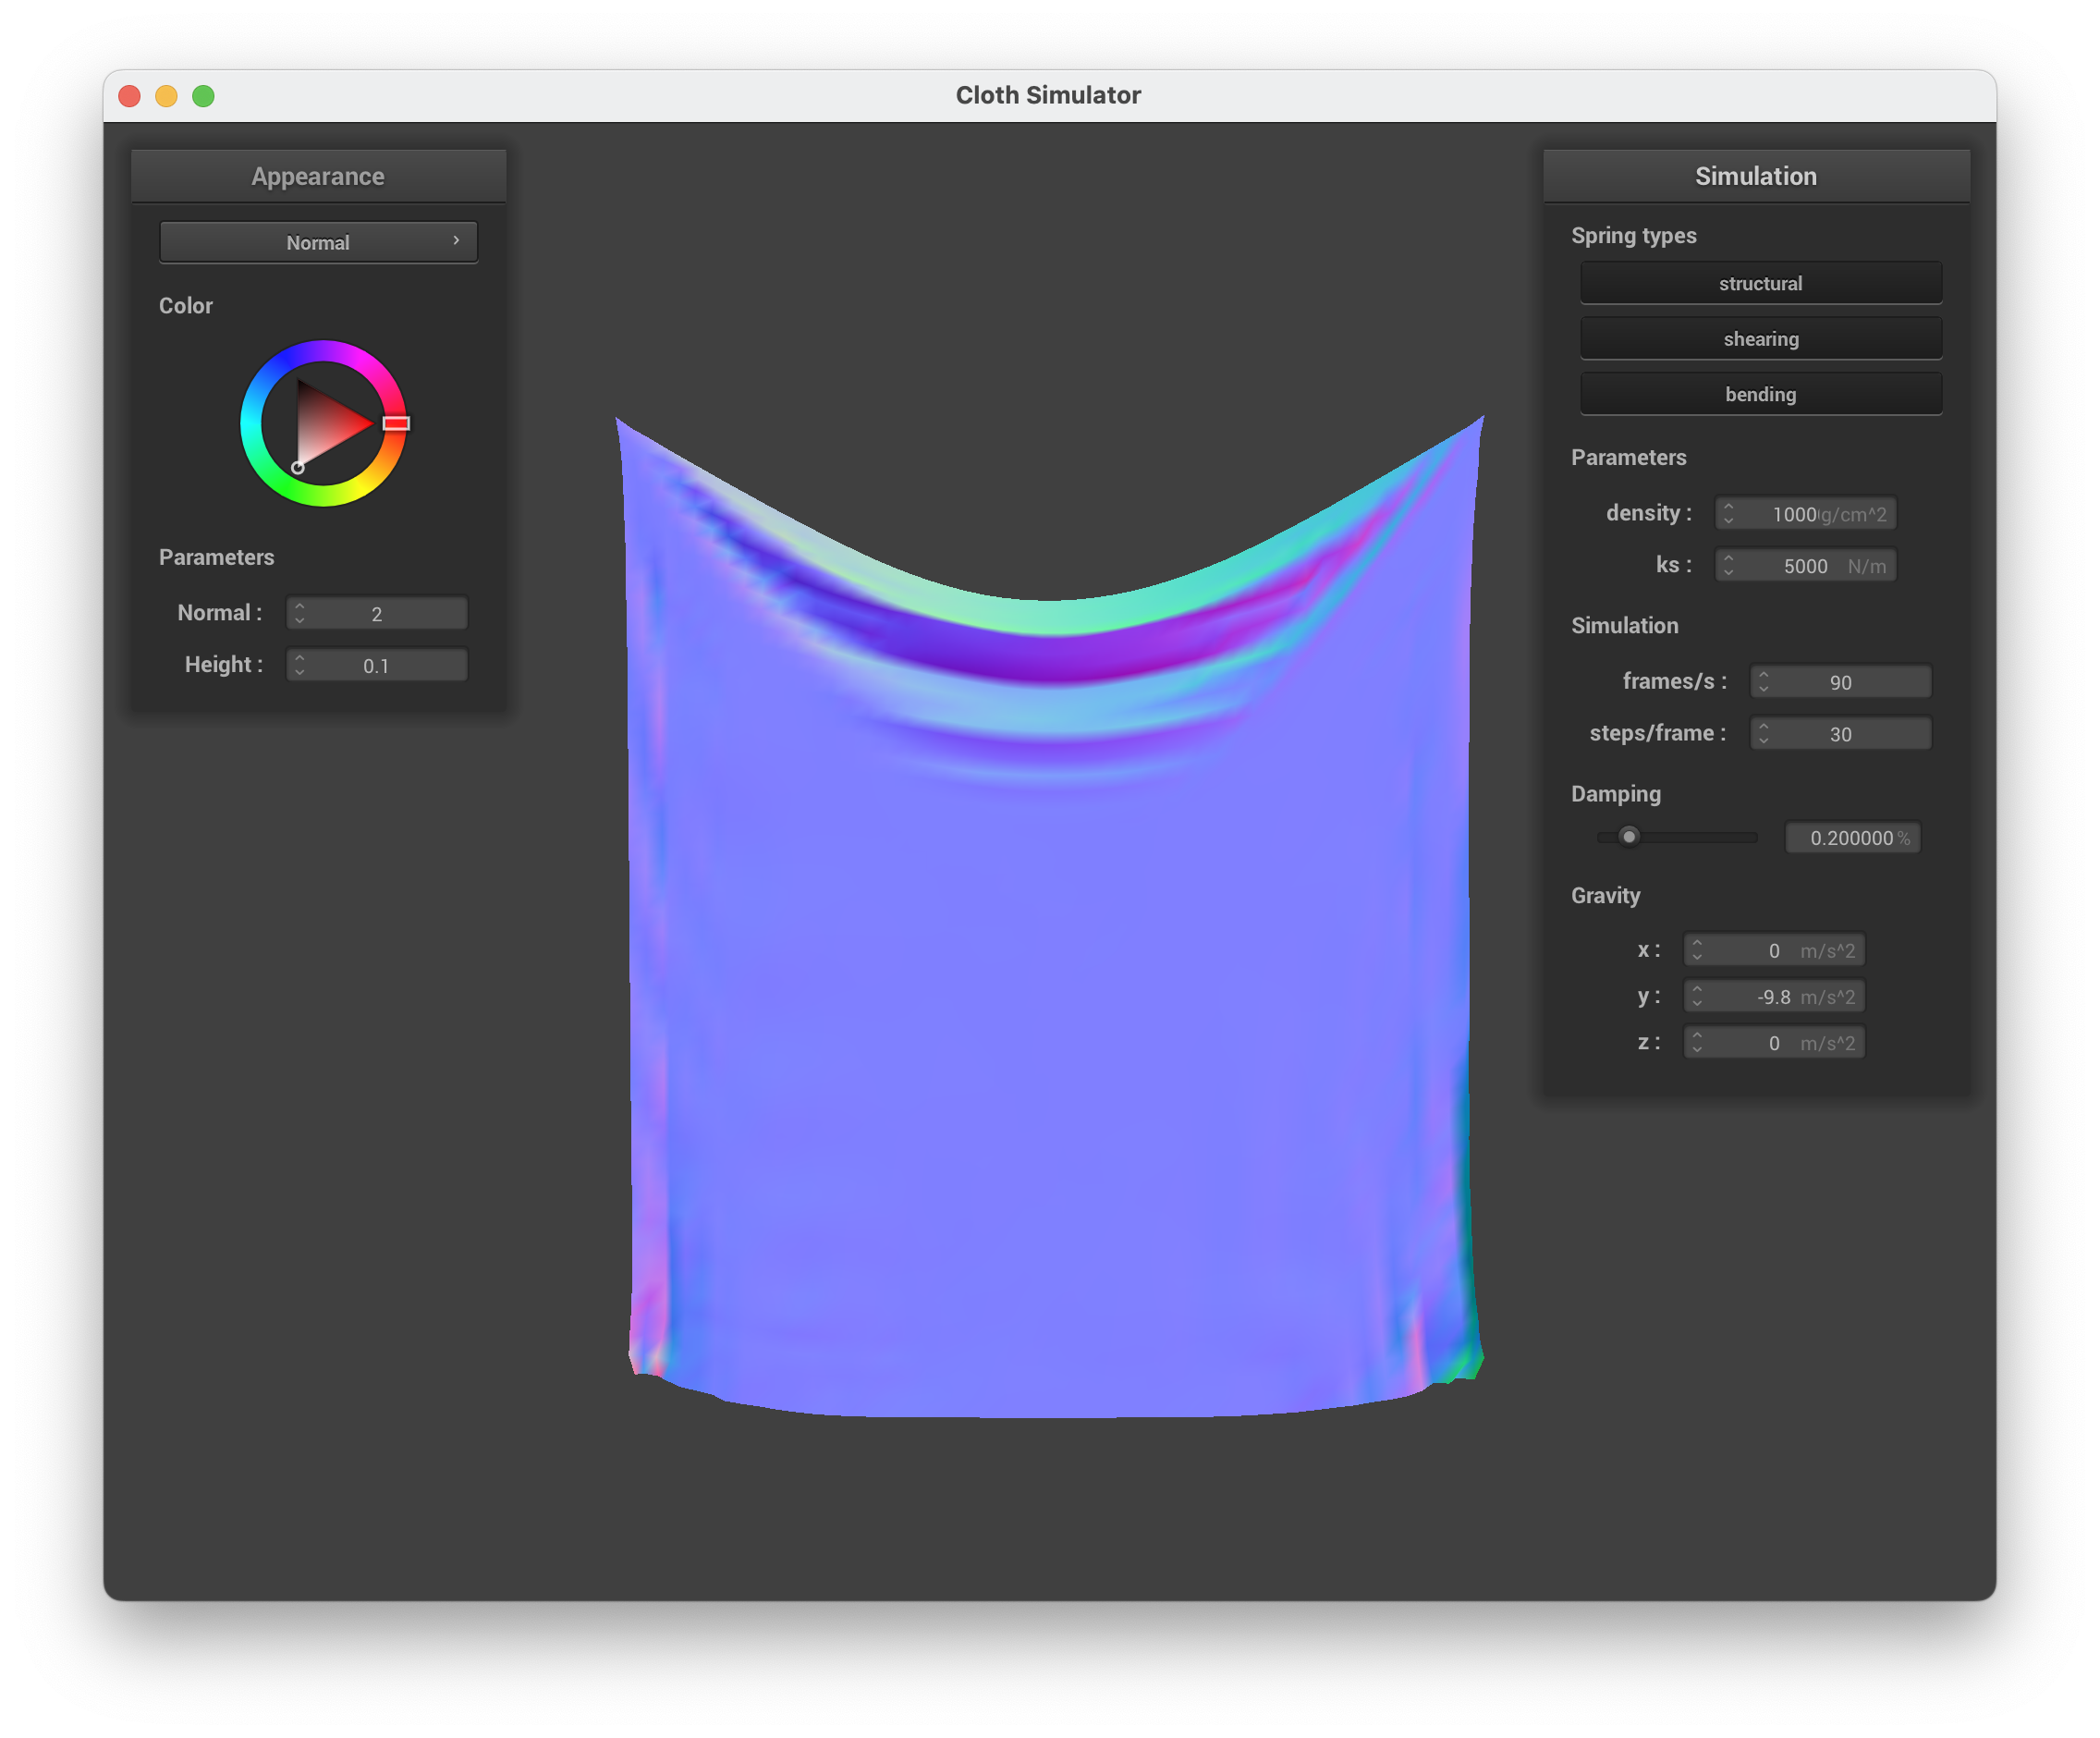 Cloth Simulator
Appearance
Normal
Color
Parameters
Normal : 2
Height : 0.1
Simulation
Spring types
structural
shearing
bending
Parameters
density : 1000 g/cm^2
ks : 5000 N/m
Simulation
frames/s : 90
steps/frame : 30
Damping
0.200000 %
Gravity
x : 0 m/s^2
y : -9.8 m/s^2
z : 0 m/s^2